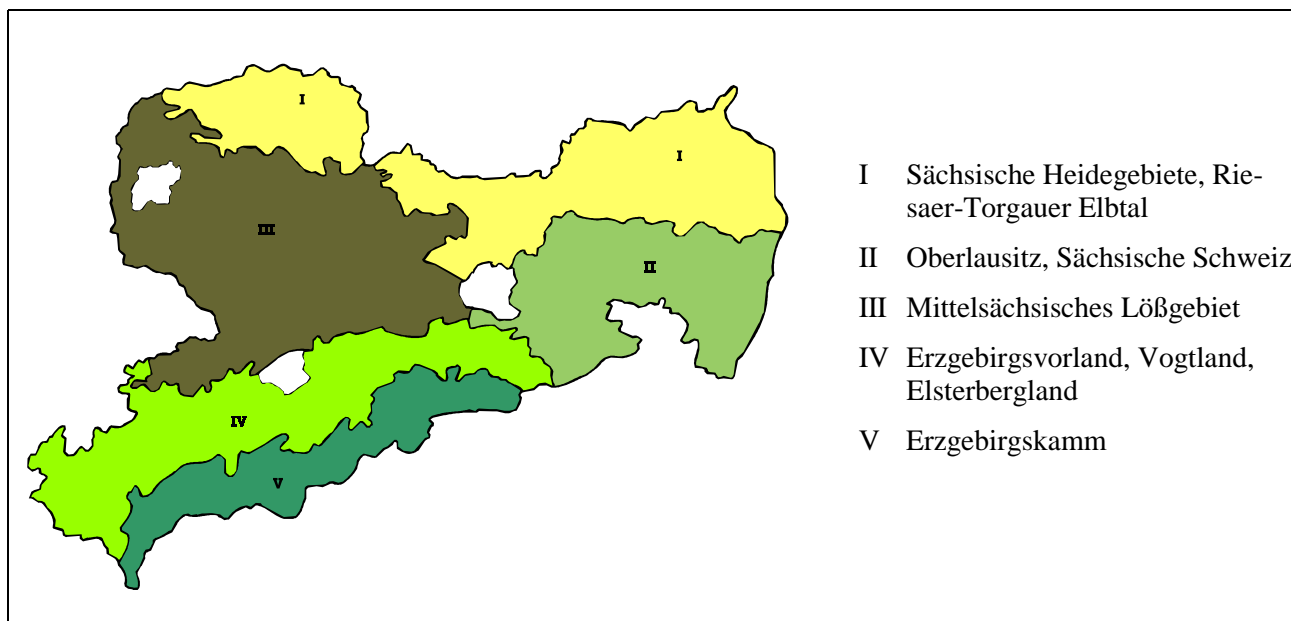 I
I
III
II
IV
V
I Sächsische Heidegebiete, Rie-
saer-Torgauer Elbtal
II Oberlausitz, Sächsische Schweiz
III Mittelsächsisches Lößgebiet
IV Erzgebirgsvorland, Vogtland,
Elsterbergland
V Erzgebirgskamm